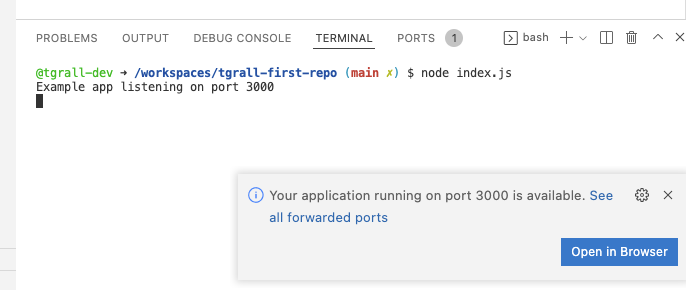 PROBLEMS OUTPUT DEBUG CONSOLE TERMINAL PORTS 1 bash
@tgrall-dev ➜ /workspaces/tgrall-first-repo (main ✗) $ node index.js
Example app listening on port 3000
Your application running on port 3000 is available. See
all forwarded ports
Open in Browser